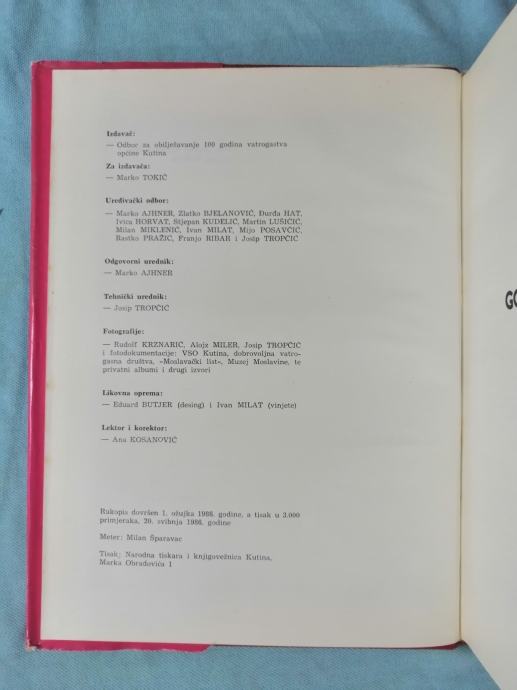 Izdavač:
— Odbor za obilježavanje 100 godina vatrogastva
općine Kutina
Za izdavača:
— Marko TOKIĆ
Uređivački odbor:
— Marko AJHNER, Zlatko BJELANOVIĆ, Đurđa HAT,
Ivica HORVAT, Stjepan KUDELIĆ, Martin LUŠIČIĆ,
Milan MIKLENIĆ, Ivan MILAT, Mijo POSAVČIĆ,
Rastko PRAŽIĆ, Franjo RIBAR i Josip TROPČIĆ
Odgovorni urednik:
— Marko AJHNER
Tehnički urednik:
— Josip TROPČIĆ
Fotografije:
— Rudolf KRZNARIĆ, Alojz MILER, Josip TROPČIĆ
i fotodokumentacije: VSO Kutina, dobrovoljna vatro-
gasna društva, »Moslavački list«, Muzej Moslavine, te
privatni albumi i drugi izvori
Likovna oprema:
— Eduard BUTJER (desing) i Ivan MILAT (vinjete)
Lektor i korektor:
— Ana KOSANOVIĆ
Rukopis dovršen 1. ožujka 1986. godine, a tisak u 3.000
primjeraka, 20. svibnja 1986. godine
Meter: Milan Šparavac
Tisak: Narodna tiskara i knjigovežnica Kutina,
Marka Obradovića 1
GO